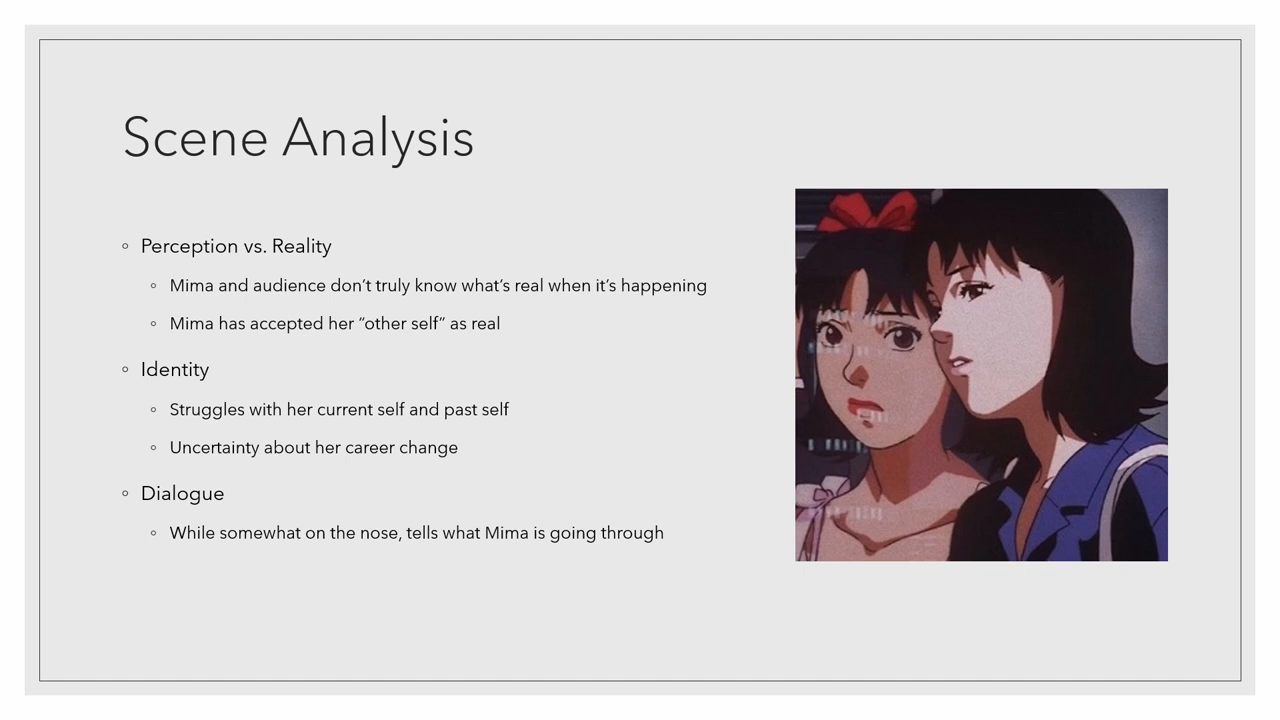 Scene Analysis
◦ Perception vs. Reality
◦ Mima and audience don’t truly know what’s real when it’s happening
◦ Mima has accepted her “other self” as real
◦ Identity
◦ Struggles with her current self and past self
◦ Uncertainty about her career change
◦ Dialogue
◦ While somewhat on the nose, tells what Mima is going through